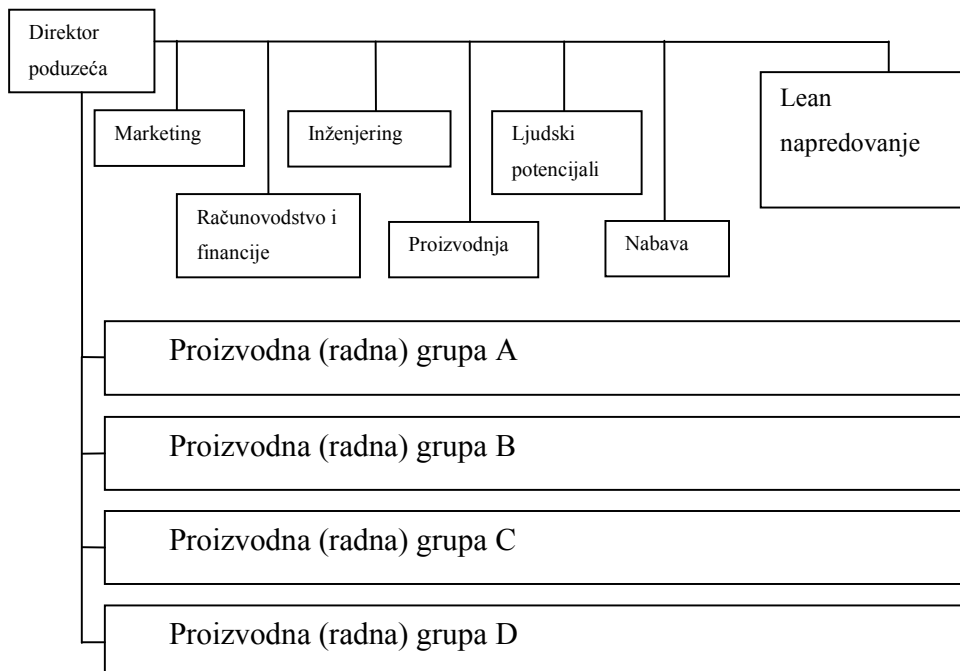 Direktor
poduzeća
Marketing
Inženjering
Ljudski
potencijali
Lean
napredovanje
Računovodstvo i
financije
Proizvodnja
Nabava
Proizvodna (radna) grupa A
Proizvodna (radna) grupa B
Proizvodna (radna) grupa C
Proizvodna (radna) grupa D